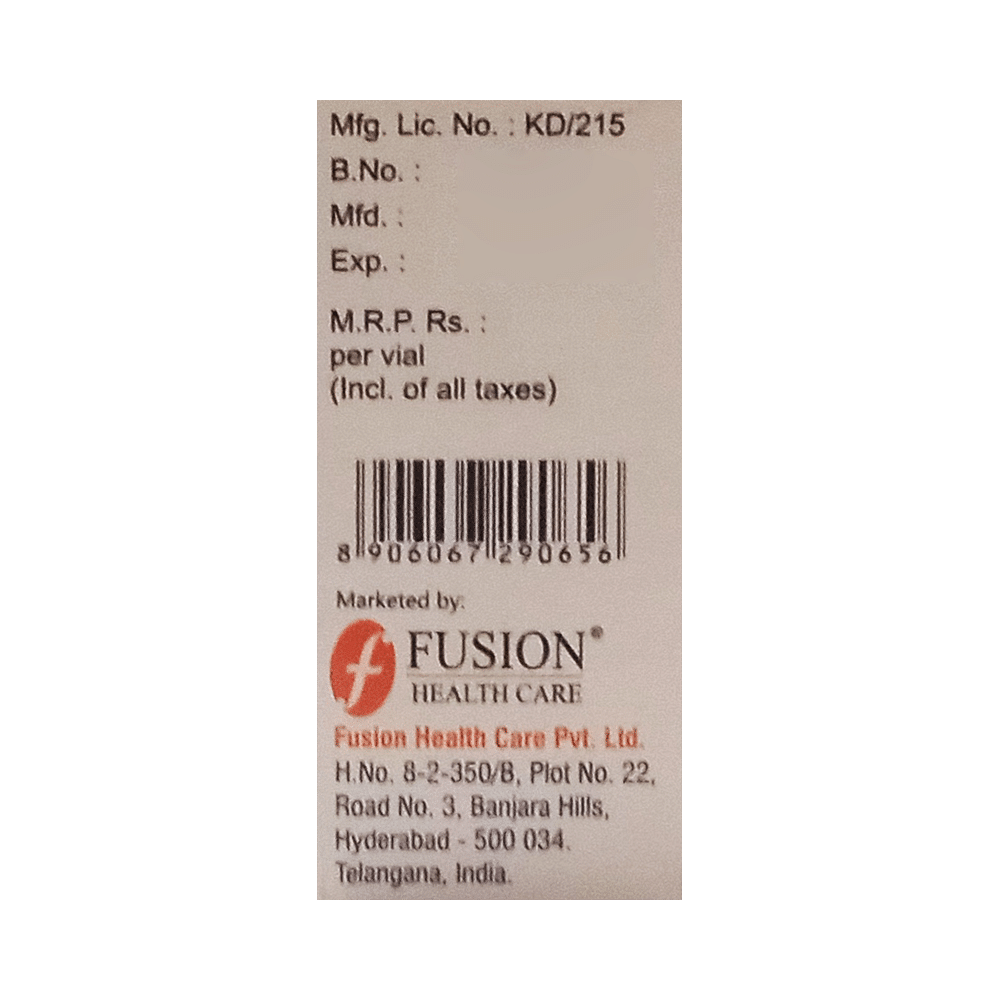 Mfg. Lic. No. : KD/215
B.No. :
Mfd. :
Exp. :
M.R.P. Rs. :
per vial
(Incl. of all taxes)
8 906067 290656
Marketed by:
f FUSION®
HEALTH CARE
Fusion Health Care Pvt. Ltd.
H.No. 8-2-350/B, Plot No. 22,
Road No. 3, Banjara Hills,
Hyderabad - 500 034.
Telangana, India.